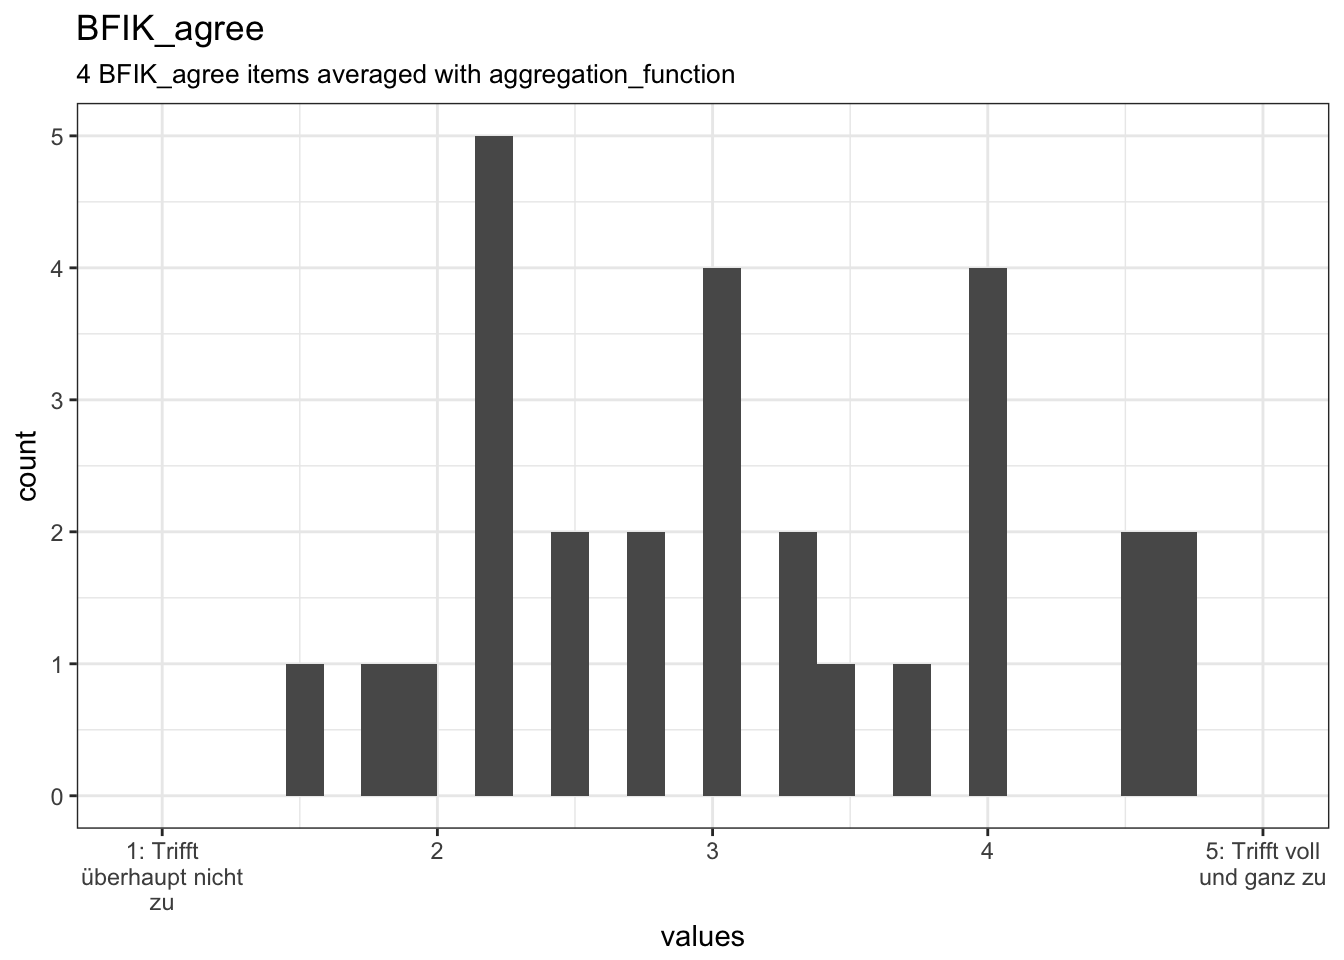 BFIK_agree
4 BFIK_agree items averaged with aggregation_function
5
4
3
2
1
0
count
1: Trifft
überhaupt nicht
zu
2
3
4
5: Trifft voll
und ganz zu
values